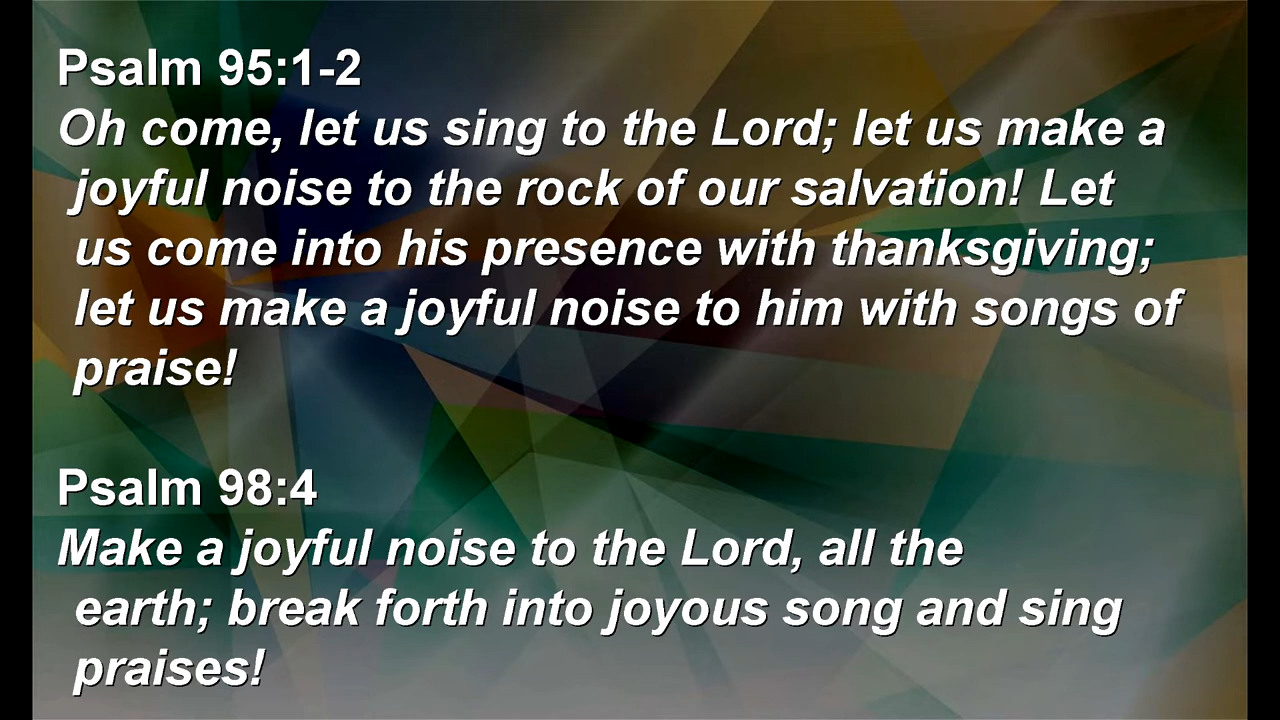 Psalm 95:1-2
Oh come, let us sing to the Lord; let us make a
joyful noise to the rock of our salvation! Let
us come into his presence with thanksgiving;
let us make a joyful noise to him with songs of
praise!
Psalm 98:4
Make a joyful noise to the Lord, all the
earth; break forth into joyous song and sing
praises!